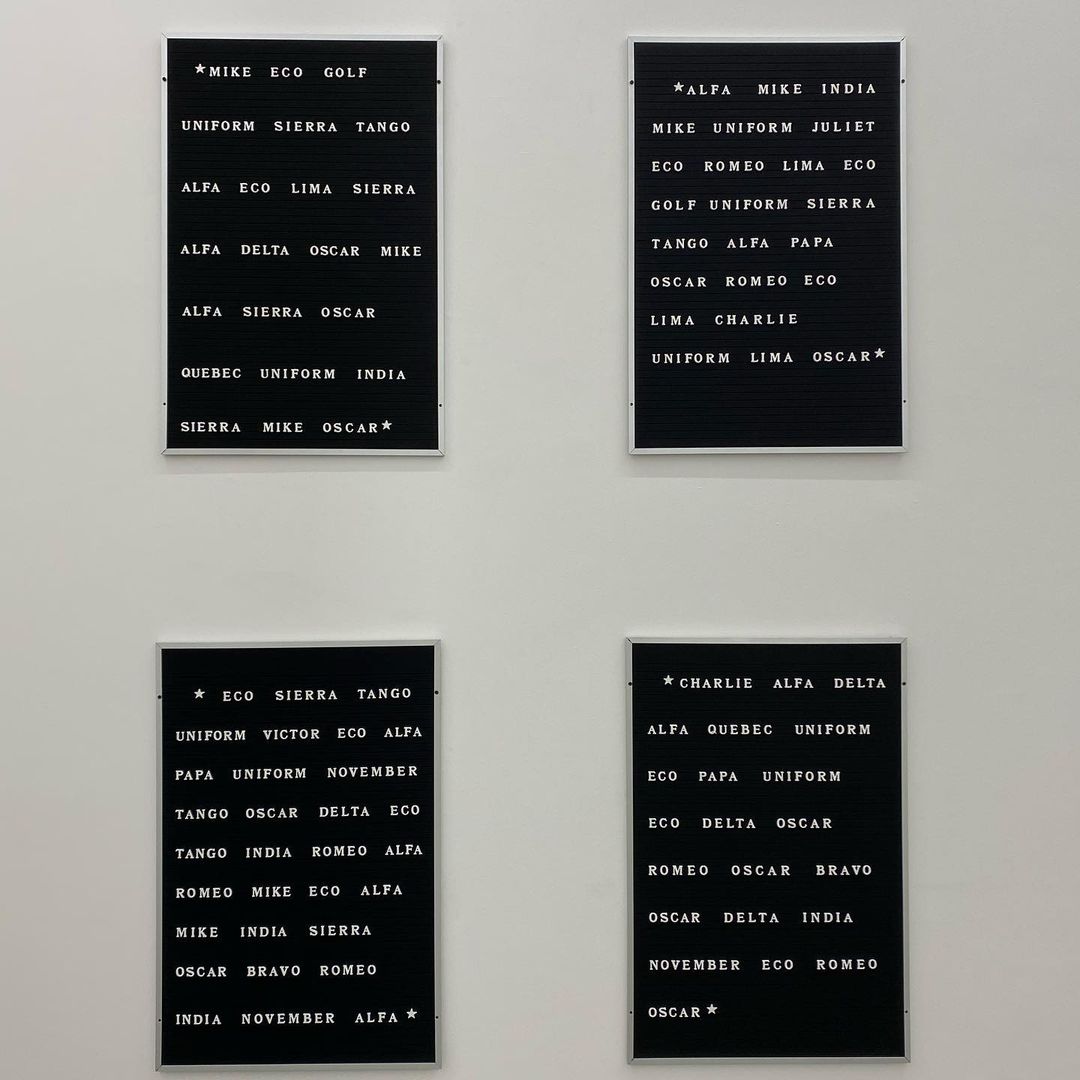 ★MIKE ECO GOLF
UNIFORM SIERRA TANGO
ALFA ECO LIMA SIERRA
ALFA DELTA OSCAR MIKE
ALFA SIERRA OSCAR
QUEBEC UNIFORM INDIA
SIERRA MIKE OSCAR★
★ALFA MIKE INDIA
MIKE UNIFORM JULIET
ECO ROMEO LIMA ECO
GOLF UNIFORM SIERRA
TANGO ALFA PAPA
OSCAR ROMEO ECO
LIMA CHARLIE
UNIFORM LIMA OSCAR★
★ ECO SIERRA TANGO
UNIFORM VICTOR ECO ALFA
PAPA UNIFORM NOVEMBER
TANGO OSCAR DELTA ECO
TANGO INDIA ROMEO ALFA
ROMEO MIKE ECO ALFA
MIKE INDIA SIERRA
OSCAR BRAVO ROMEO
INDIA NOVEMBER ALFA★
★CHARLIE ALFA DELTA
ALFA QUEBEC UNIFORM
ECO PAPA UNIFORM
ECO DELTA OSCAR
ROMEO OSCAR BRAVO
OSCAR DELTA INDIA
NOVEMBER ECO ROMEO
OSCAR★